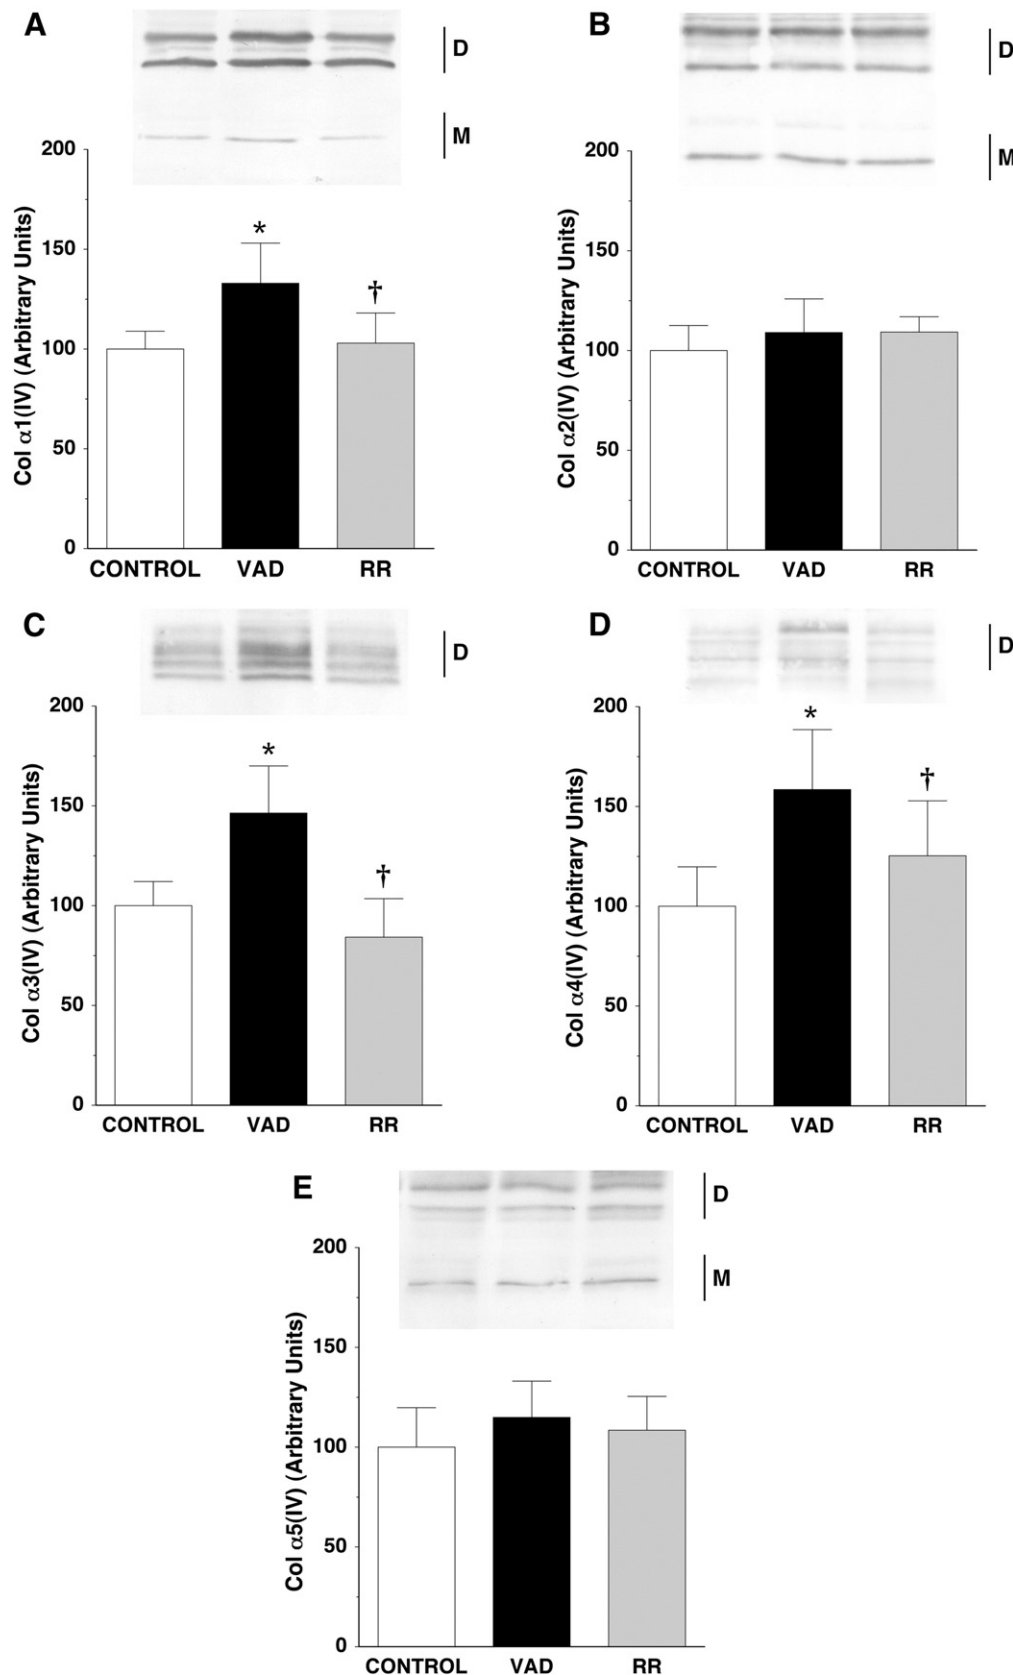 A
D
M
Col α1(IV) (Arbitrary Units)
200
150
100
50
0
*
†
CONTROL VAD RR
B
D
M
Col α2(IV) (Arbitrary Units)
200
150
100
50
0
CONTROL VAD RR
C
D
Col α3(IV) (Arbitrary Units)
200
150
100
50
0
*
†
CONTROL VAD RR
D
D
Col α4(IV) (Arbitrary Units)
200
150
100
50
0
*
†
CONTROL VAD RR
E
D
M
Col α5(IV) (Arbitrary Units)
200
150
100
50
0
CONTROL VAD RR